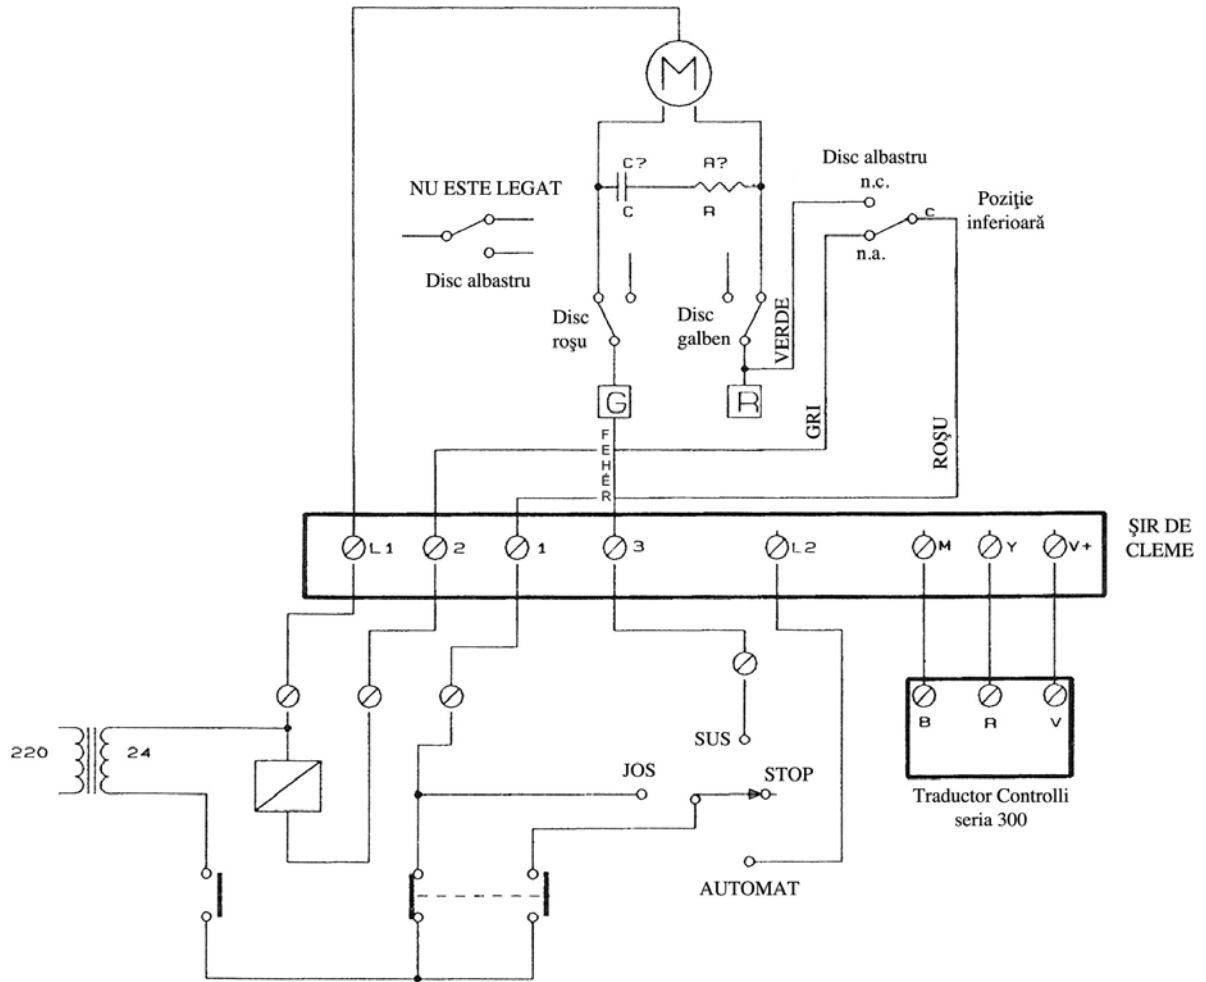 M
C?
R?
C
R
NU ESTE LEGAT
Disc albastru
Disc albastru
n.c.
c
n.a.
Poziţie
inferioară
Disc
roşu
Disc
galben
VERDE
G
R
GRI
ROŞU
FEHÉR
L1
2
1
3
L2
M
Y
V+
ŞIR DE
CLEME
B
R
V
Traductor Controlli
seria 300
220
24
SUS
JOS
STOP
AUTOMAT